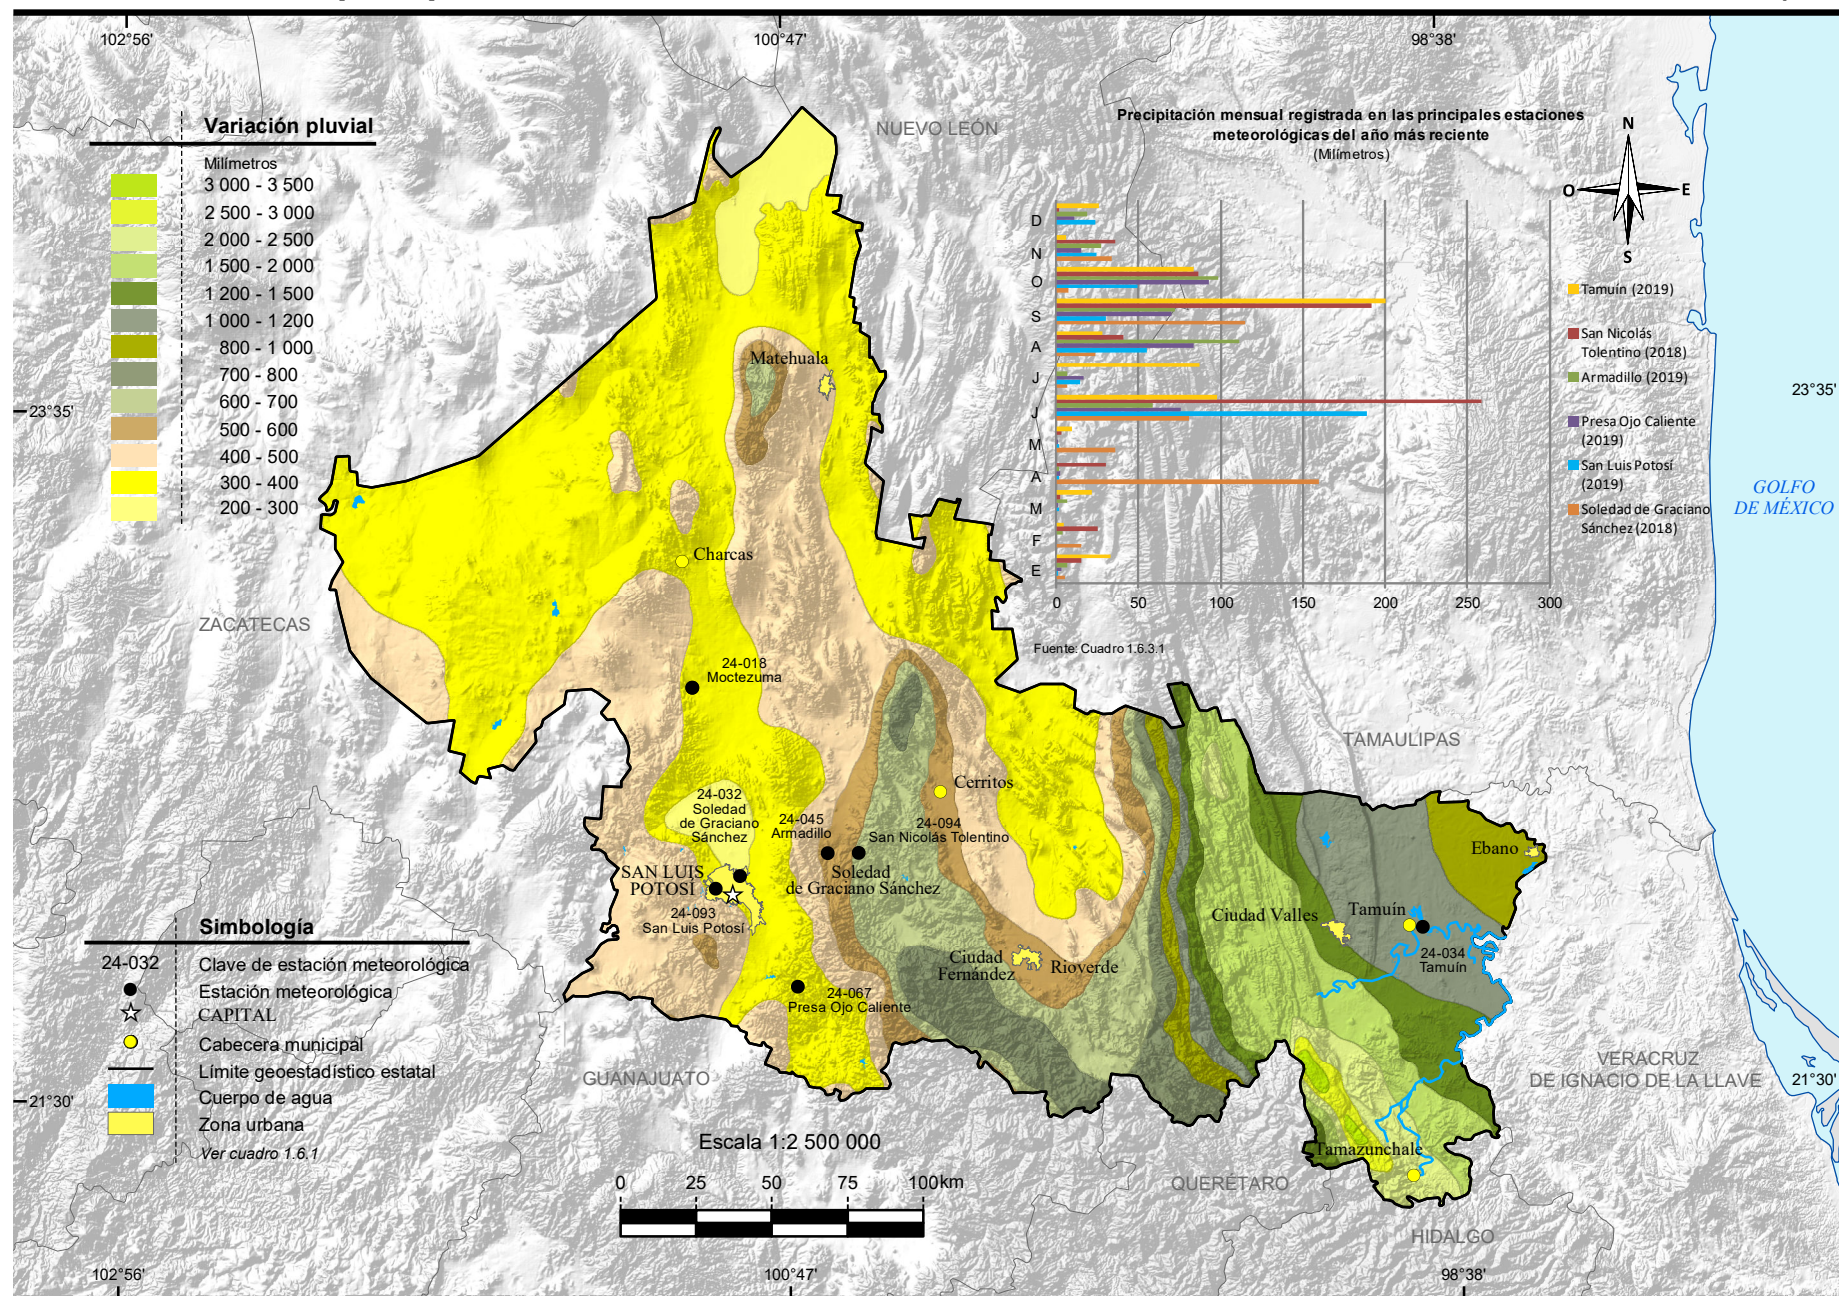 102°56'
100°47'
98°38'
Variación pluvial
Milímetros
3 000 - 3 500
2 500 - 3 000
2 000 - 2 500
1 500 - 2 000
1 200 - 1 500
1 000 - 1 200
800 - 1 000
700 - 800
600 - 700
500 - 600
400 - 500
300 - 400
200 - 300
NUEVO LEÓN
Precipitación mensual registrada en las principales estaciones
meteorológicas del año más reciente
(Milímetros)
N
O
E
S
D
N
O
S
A
J
J
M
A
M
F
E
0
50
100
150
200
250
300
Tamuín (2019)
San Nicolás
Tolentino (2018)
Armadillo (2019)
Presa Ojo Caliente
(2019)
San Luis Potosí
(2019)
Soledad de Graciano
Sánchez (2018)
Fuente: Cuadro 1.6.3.1
23°35'
23°35'
GOLFO
DE MÉXICO
Matehuala
Charcas
ZACATECAS
24-018
Moctezuma
TAMAULIPAS
24-032
Soledad
de Graciano
Sánchez
24-045
Armadillo
Cerritos
24-094
San Nicolás Tolentino
Soledad
de Graciano Sánchez
SAN LUIS
POTOSÍ
24-093
San Luis Potosí
Ebano
Ciudad Valles
Tamuín
24-034
Tamuín
Ciudad
Fernández
Rioverde
24-067
Presa Ojo Caliente
Simbología
24-032
Clave de estación meteorológica
Estación meteorológica
CAPITAL
Cabecera municipal
Límite geoestadístico estatal
Cuerpo de agua
Zona urbana
Ver cuadro 1.6.1
GUANAJUATO
VERACRUZ
DE IGNACIO DE LA LLAVE
21°30'
21°30'
Escala 1:2 500 000
0
25
50
75
100km
Tamazunchale
QUERÉTARO
HIDALGO
102°56'
100°47'
98°38'